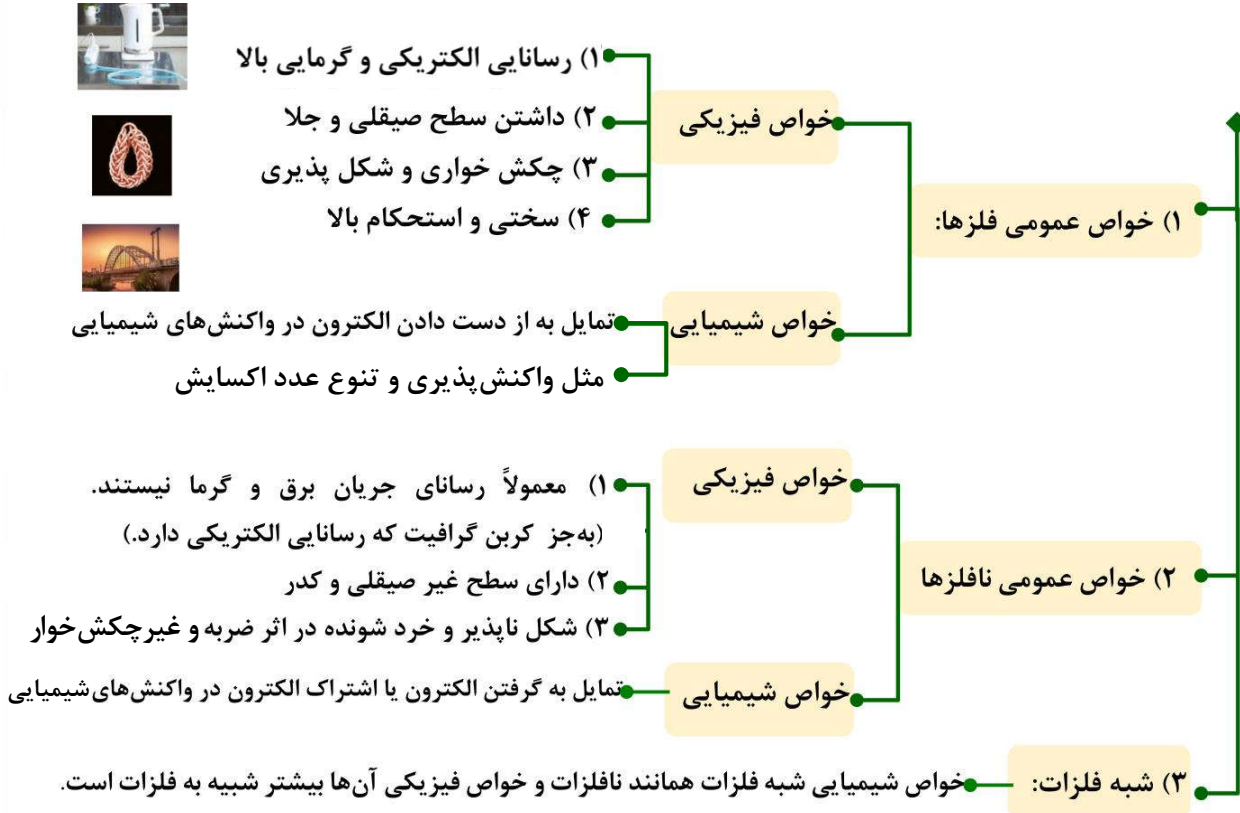 ۱) خواص عمومی فلزها:
خواص فیزیکی
۱) رسانایی الکتریکی و گرمایی بالا
۲) داشتن سطح صیقلی و جلا
۳) چکش خواری و شکل پذیری
۴) سختی و استحکام بالا
خواص شیمیایی
تمایل به از دست دادن الکترون در واکنش‌های شیمیایی
مثل واکنش‌پذیری و تنوع عدد اکسایش
۲) خواص عمومی نافلزها
خواص فیزیکی
۱) معمولاً رسانای جریان برق و گرما نیستند.
(به‌جز کربن گرافیت که رسانایی الکتریکی دارد.)
۲) دارای سطح غیر صیقلی و کدر
۳) شکل ناپذیر و خرد شونده در اثر ضربه و غیرچکش‌خوار
خواص شیمیایی
تمایل به گرفتن الکترون یا اشتراک الکترون در واکنش‌های شیمیایی
۳) شبه فلزات:
خواص شیمیایی شبه فلزات همانند نافلزات و خواص فیزیکی آن‌ها بیشتر شبیه به فلزات است.